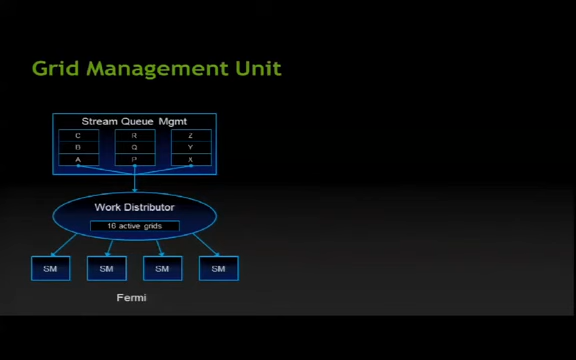 Grid Management Unit
Stream Queue Mgmt
C R Z
B Q Y
A P X
Work Distributor
16 active grids
SM SM SM SM
Fermi